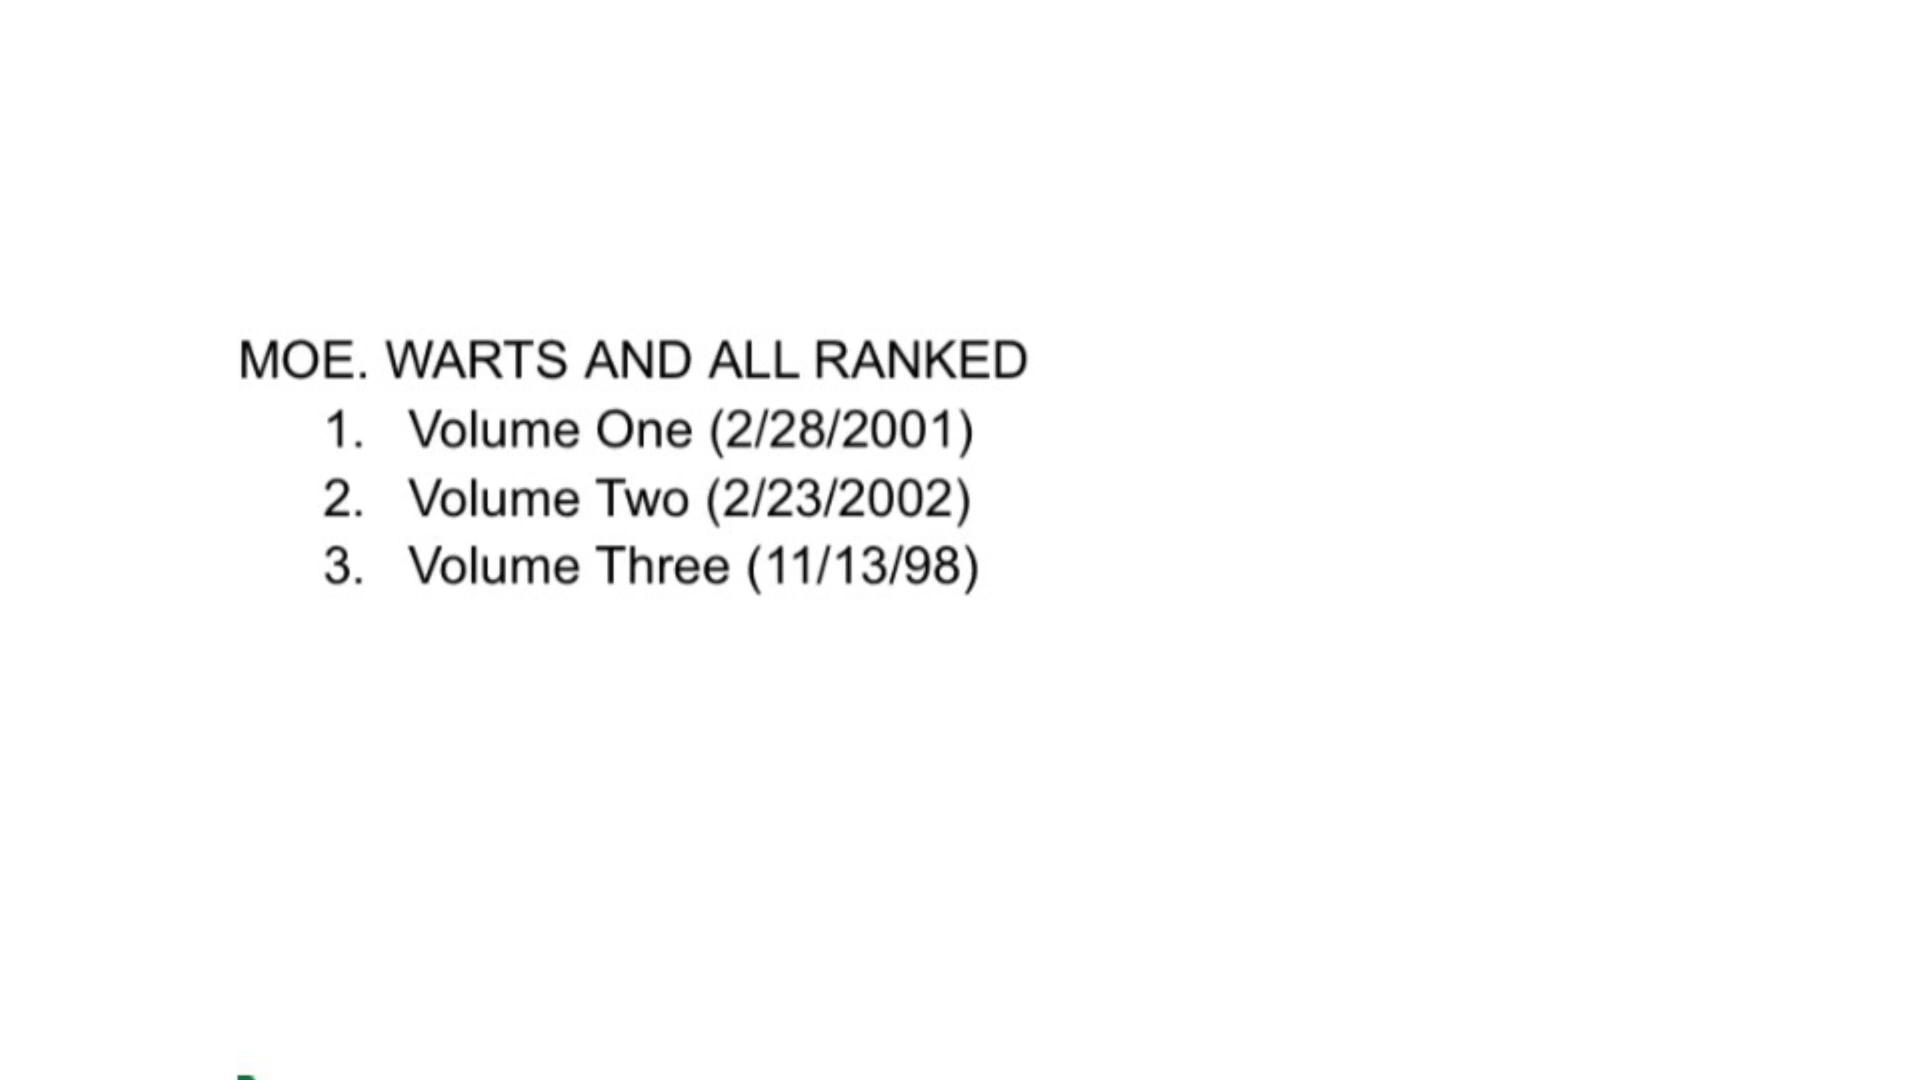 MOE. WARTS AND ALL RANKED
1. Volume One (2/28/2001)
2. Volume Two (2/23/2002)
3. Volume Three (11/13/98)